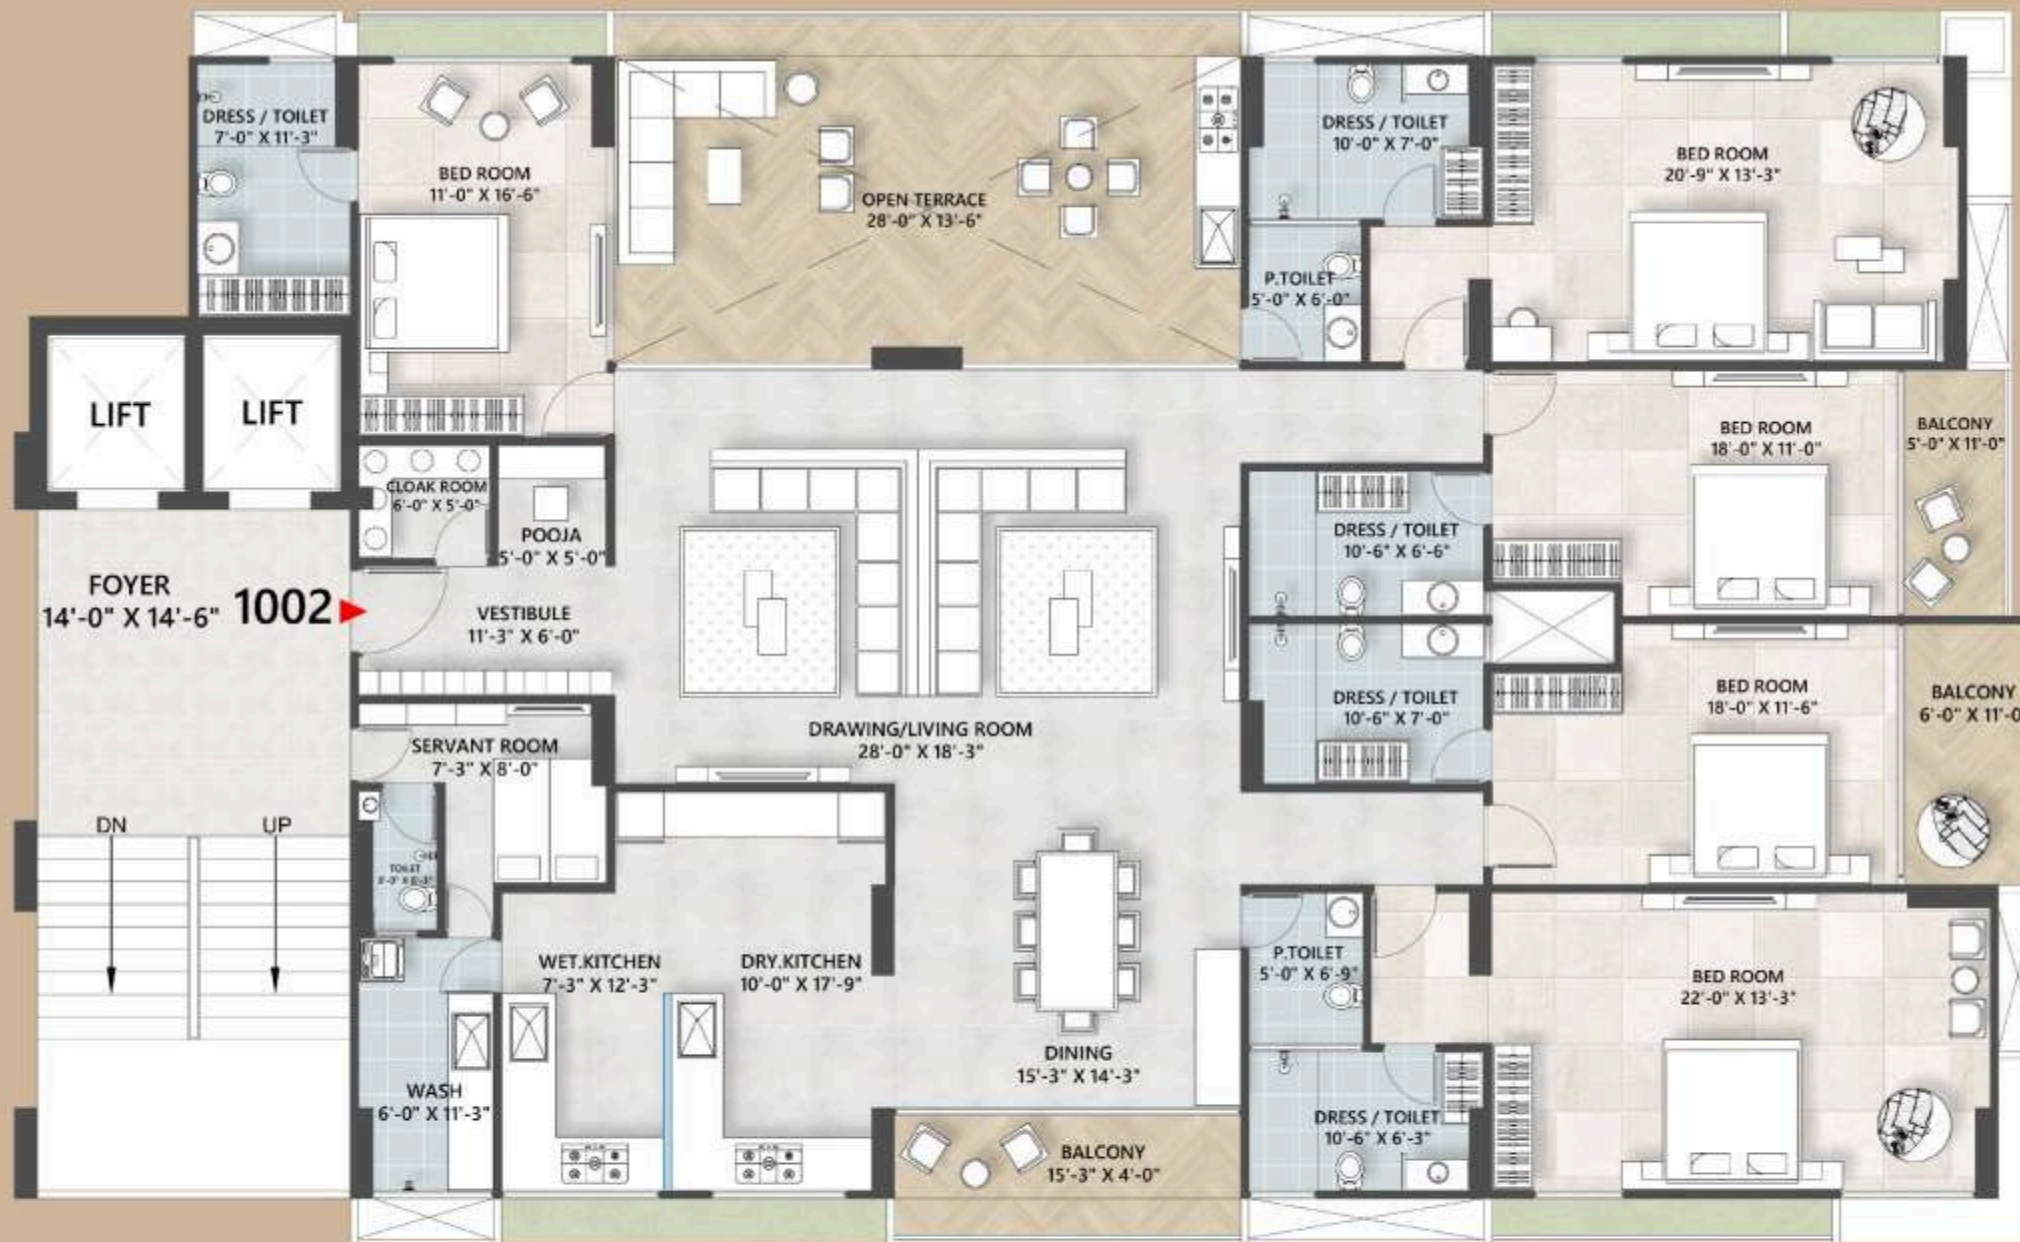 DRESS / TOILET
7'-0" X 11'-3"
BED ROOM
11'-0" X 16'-6"
OPEN TERRACE
28'-0" X 13'-6"
DRESS / TOILET
10'-0" X 7'-0"
BED ROOM
20'-9" X 13'-3"
P.TOILET
5'-0" X 6'-0"
LIFT
LIFT
CLOAK ROOM
6'-0" X 5'-0"
POOJA
5'-0" X 5'-0"
DRESS / TOILET
10'-6" X 6'-6"
BED ROOM
18'-0" X 11'-0"
BALCONY
5'-0" X 11'-0"
FOYER
14'-0" X 14'-6"
1002
VESTIBULE
11'-3" X 6'-0"
DRAWING/LIVING ROOM
28'-0" X 18'-3"
DRESS / TOILET
10'-6" X 7'-0"
BED ROOM
18'-0" X 11'-6"
BALCONY
6'-0" X 11'-0
SERVANT ROOM
7'-3" X 8'-0"
DN
UP
TOILET
WET.KITCHEN
7'-3" X 12'-3"
DRY.KITCHEN
10'-0" X 17'-9"
P.TOILET
5'-0" X 6'-9"
BED ROOM
22'-0" X 13'-3"
DINING
15'-3" X 14'-3"
WASH
6'-0" X 11'-3"
DRESS / TOILET
10'-6" X 6'-3"
BALCONY
15'-3" X 4'-0"